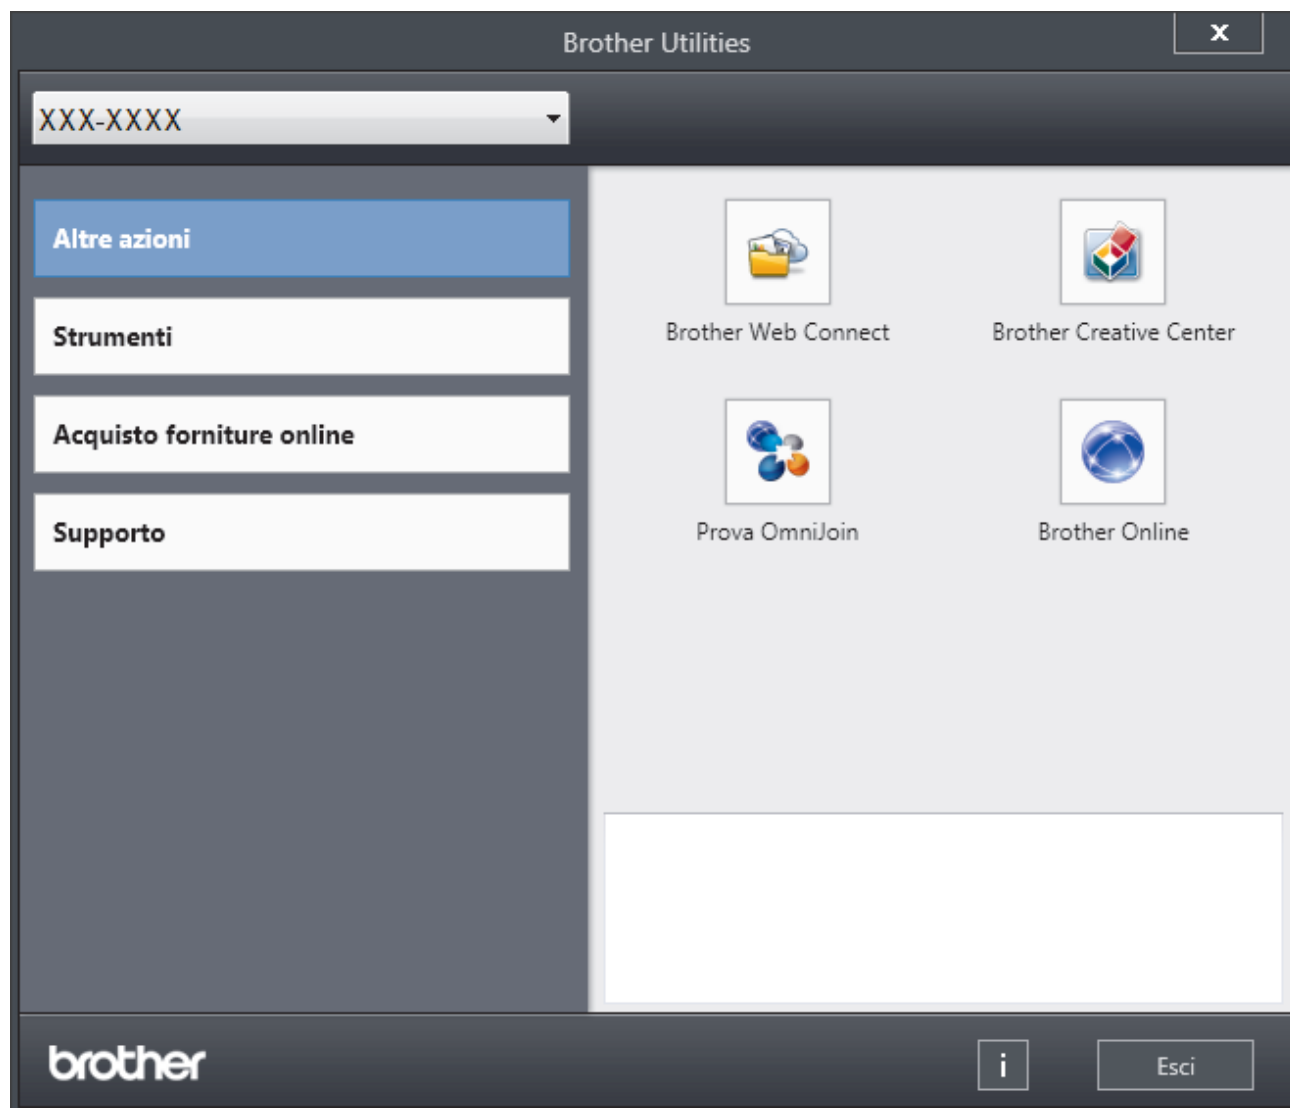 Brother Utilities
x
XXX-XXXX
Altre azioni
Strumenti
Acquisto forniture online
Supporto
Brother Web Connect
Brother Creative Center
Prova OmniJoin
Brother Online
brother
i
Esci